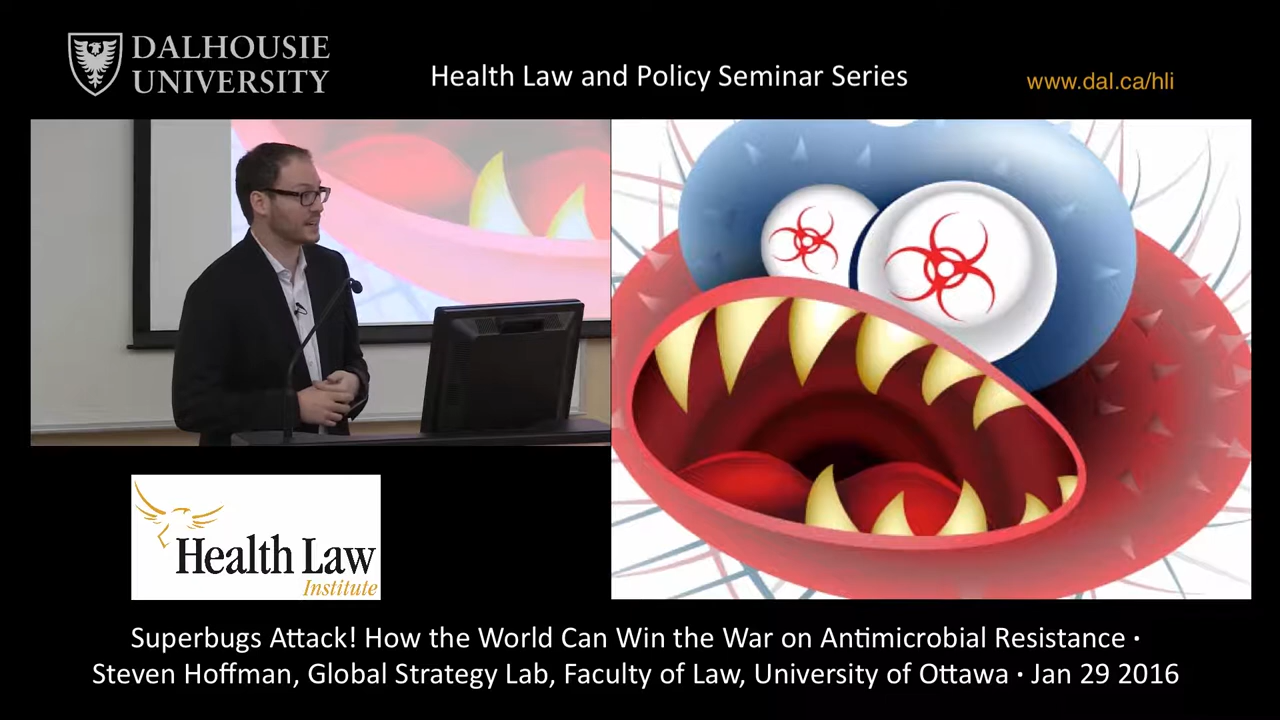 DALHOUSIE
UNIVERSITY
Health Law and Policy Seminar Series
www.dal.ca/hli
Health Law
Institute
Superbugs Attack! How the World Can Win the War on Antimicrobial Resistance •
Steven Hoffman, Global Strategy Lab, Faculty of Law, University of Ottawa • Jan 29 2016